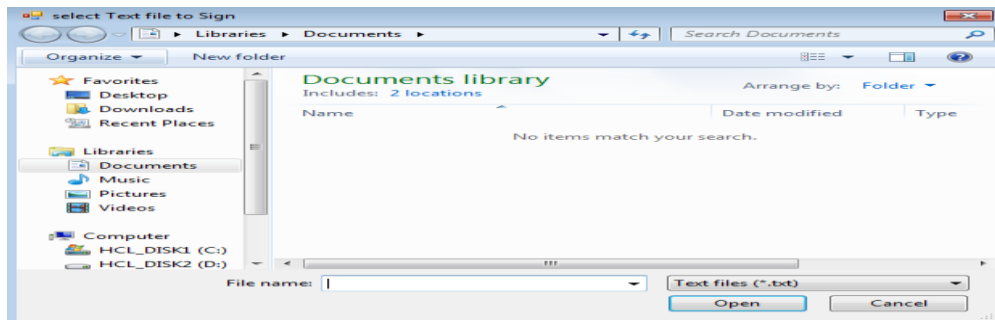 select Text file to Sign
Libraries Documents Search Documents
Organize New folder
Favorites
Desktop
Downloads
Recent Places
Libraries
Documents
Music
Pictures
Videos
Computer
HCL_DISK1 (C:)
HCL_DISK2 (D:)
Documents library
Includes: 2 locations
Arrange by: Folder
Name Date modified Type
No items match your search.
File name: Text files (*.txt)
Open Cancel